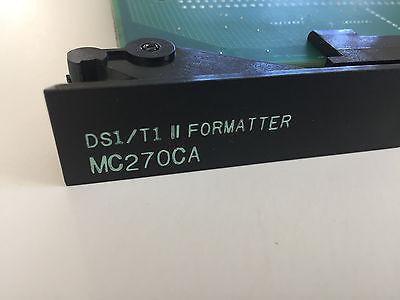 DS1/T1 II FORMATTER
MC270CA